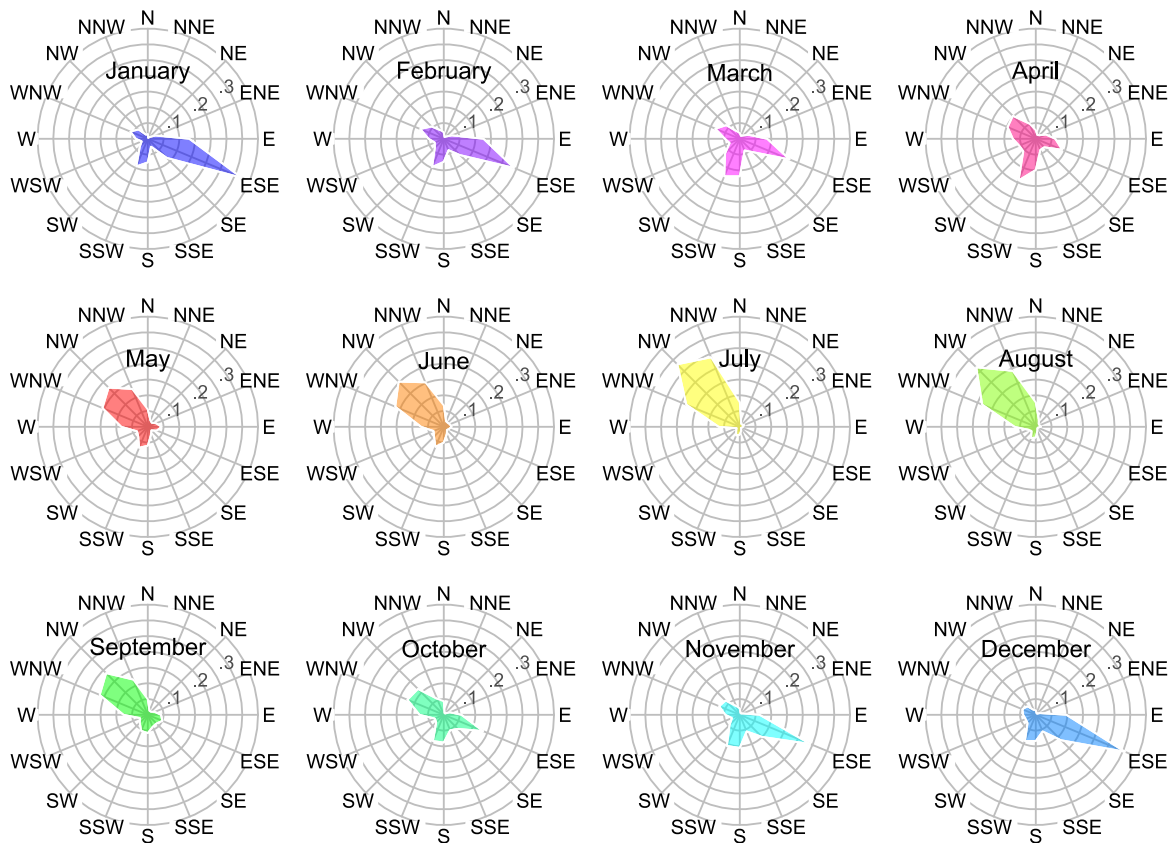 N N N N
NNW NNE NNW NNE NNW NNE NNW NNE
NW NE NW NE NW NE NW NE
January February March April
WNW .3 ENE WNW .3 ENE WNW .3 ENE WNW .3 ENE
.2 .2 .2 .2
.1 .1 .1 .1
W E W E W E W E
WSW ESE WSW ESE WSW ESE WSW ESE
SW SE SW SE SW SE SW SE
SSW SSE SSW SSE SSW SSE SSW SSE
S S S S
N N N N
NNW NNE NNW NNE NNW NNE NNW NNE
NW NE NW NE NW NE NW NE
May June July August
WNW .3 ENE WNW .3 ENE WNW .3 ENE WNW .3 ENE
.2 .2 .2 .2
.1 .1 .1 .1
W E W E W E W E
WSW ESE WSW ESE WSW ESE WSW ESE
SW SE SW SE SW SE SW SE
SSW SSE SSW SSE SSW SSE SSW SSE
S S S S
N N N N
NNW NNE NNW NNE NNW NNE NNW NNE
NW NE NW NE NW NE NW NE
September October November December
WNW .3 ENE WNW .3 ENE WNW .3 ENE WNW .3 ENE
.2 .2 .2 .2
.1 .1 .1 .1
W E W E W E W E
WSW ESE WSW ESE WSW ESE WSW ESE
SW SE SW SE SW SE SW SE
SSW SSE SSW SSE SSW SSE SSW SSE
S S S S